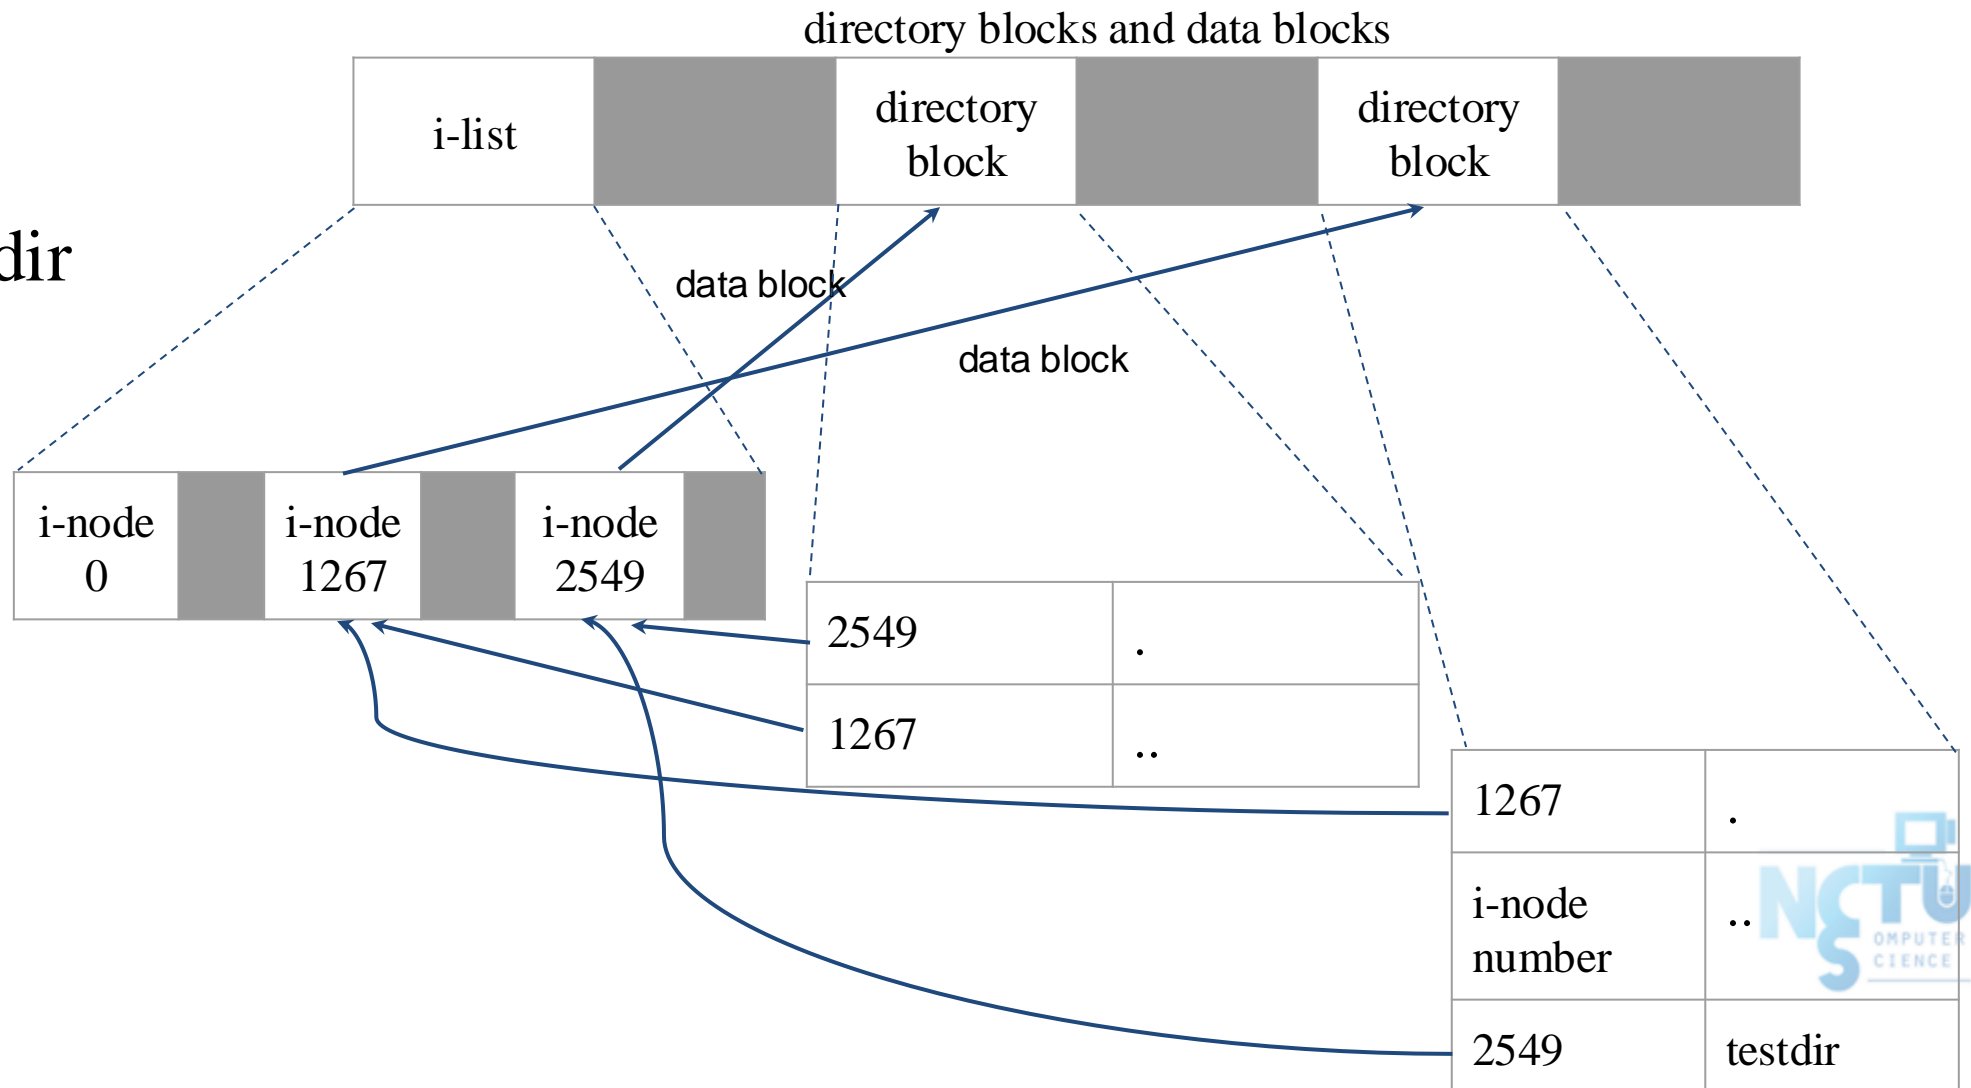 directory blocks and data blocks
i-list
directory
block
directory
block
dir
data block
data block
i-node
0
i-node
1267
i-node
2549
2549 .
1267 ..
1267 .
i-node
number
..
2549 testdir
NCTU
OMPUTER
CIENCE